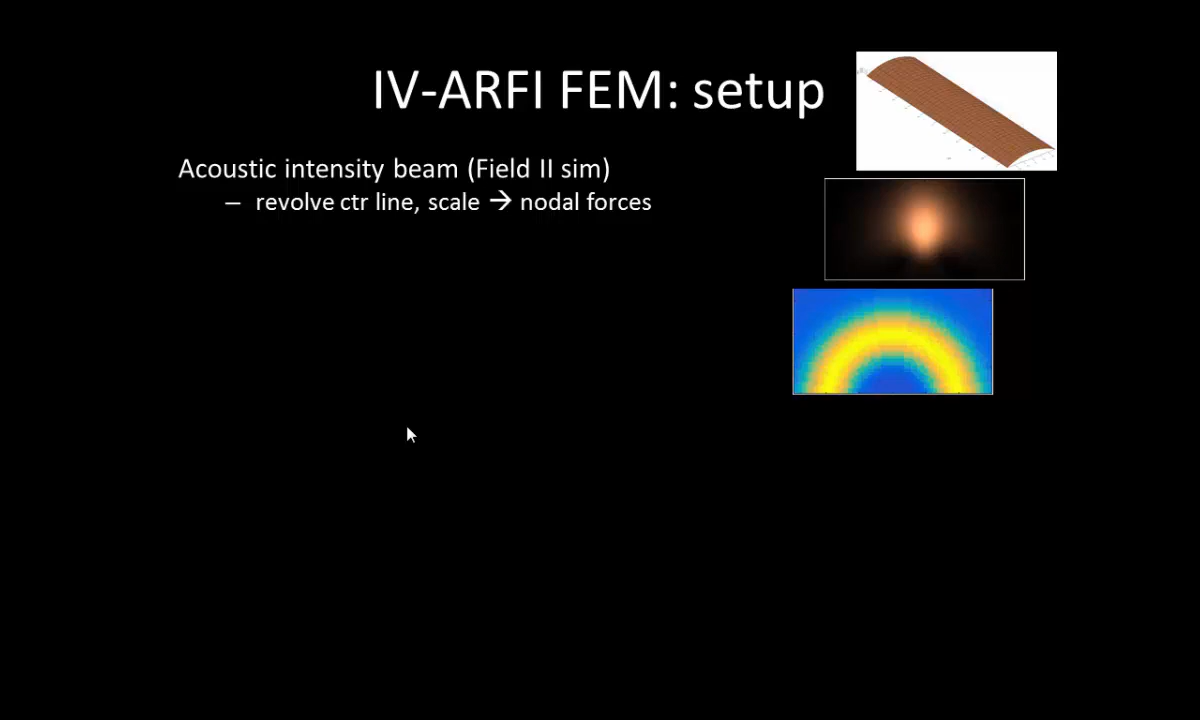 IV-ARFI FEM: setup
Acoustic intensity beam (Field II sim)
– revolve ctr line, scale → nodal forces